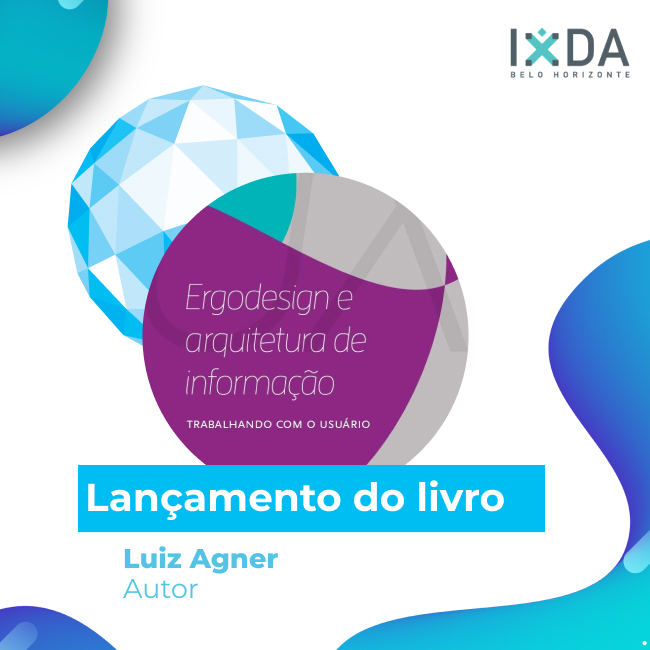 IXDA
BELO HORIZONTE
Ergodesign e
arquitetura de
informação
TRABALHANDO COM O USUÁRIO
Lançamento do livro
Luiz Agner
Autor